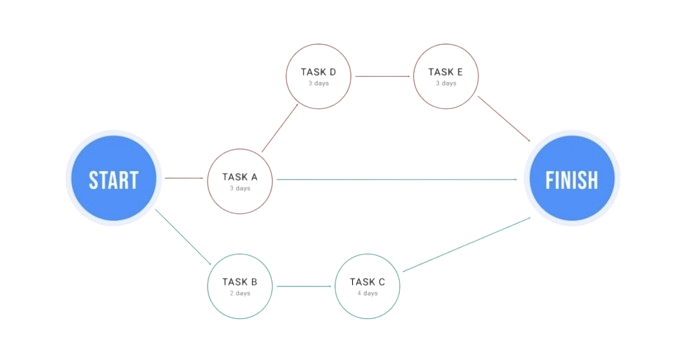 TASK D
3 days
TASK E
3 days
START
TASK A
3 days
FINISH
TASK B
2 days
TASK C
4 days